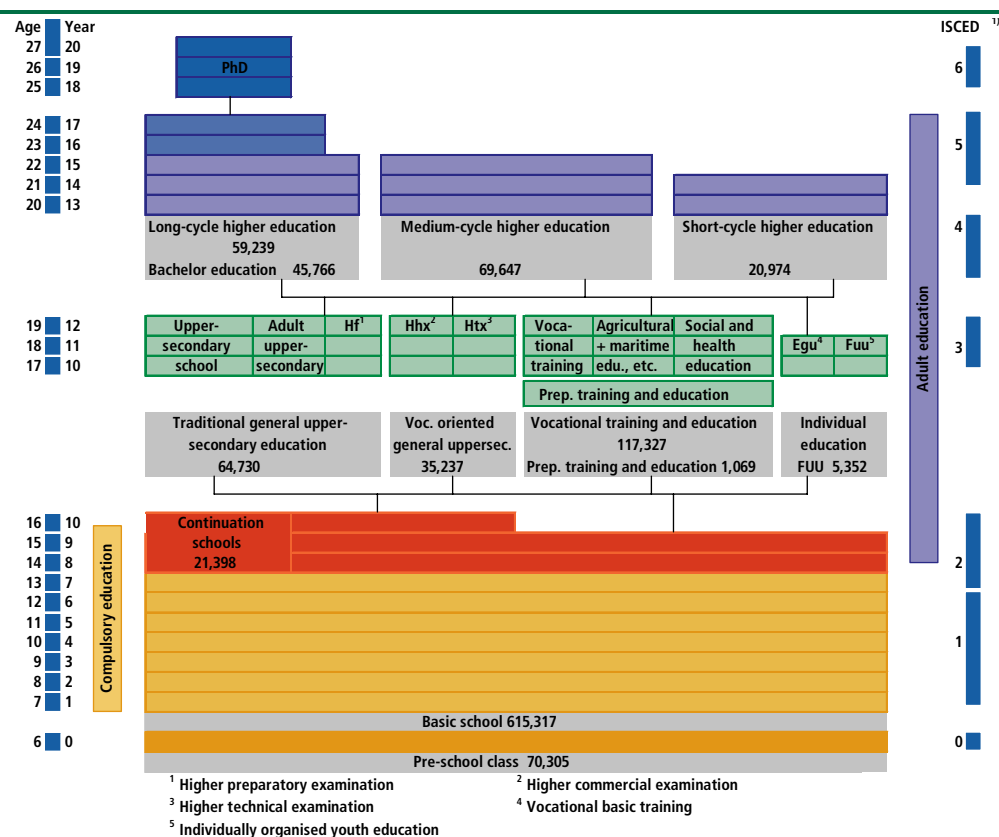 Age Year ISCED 1)
27 20
26 19 PhD 6
25 18
24 17
23 16 5
22 15
21 14
20 13
Long-cycle higher education Medium-cycle higher education Short-cycle higher education 4
59,239
Bachelor education 45,766 69,647 20,974
Adult education
19 12 Upper- Adult Hf1 Hhx2 Htx3 Voca- Agricultural Social and
18 11 secondary upper- tional + maritime health Egu4 Fuu5 3
17 10 school secondary training edu., etc. education
Prep. training and education
Traditional general upper- Voc. oriented Vocational training and education Individual
secondary education general uppersec. 117,327 education
64,730 35,237 Prep. training and education 1,069 FUU 5,352
16 10 Continuation
15 9 schools
14 8 21,398 2
13 7
12 6
11 5
10 4 1
9 3
8 2
7 1
Compulsory education
Basic school 615,317
6 0 0
Pre-school class 70,305
1 Higher preparatory examination 2 Higher commercial examination
3 Higher technical examination 4 Vocational basic training
5 Individually organised youth education